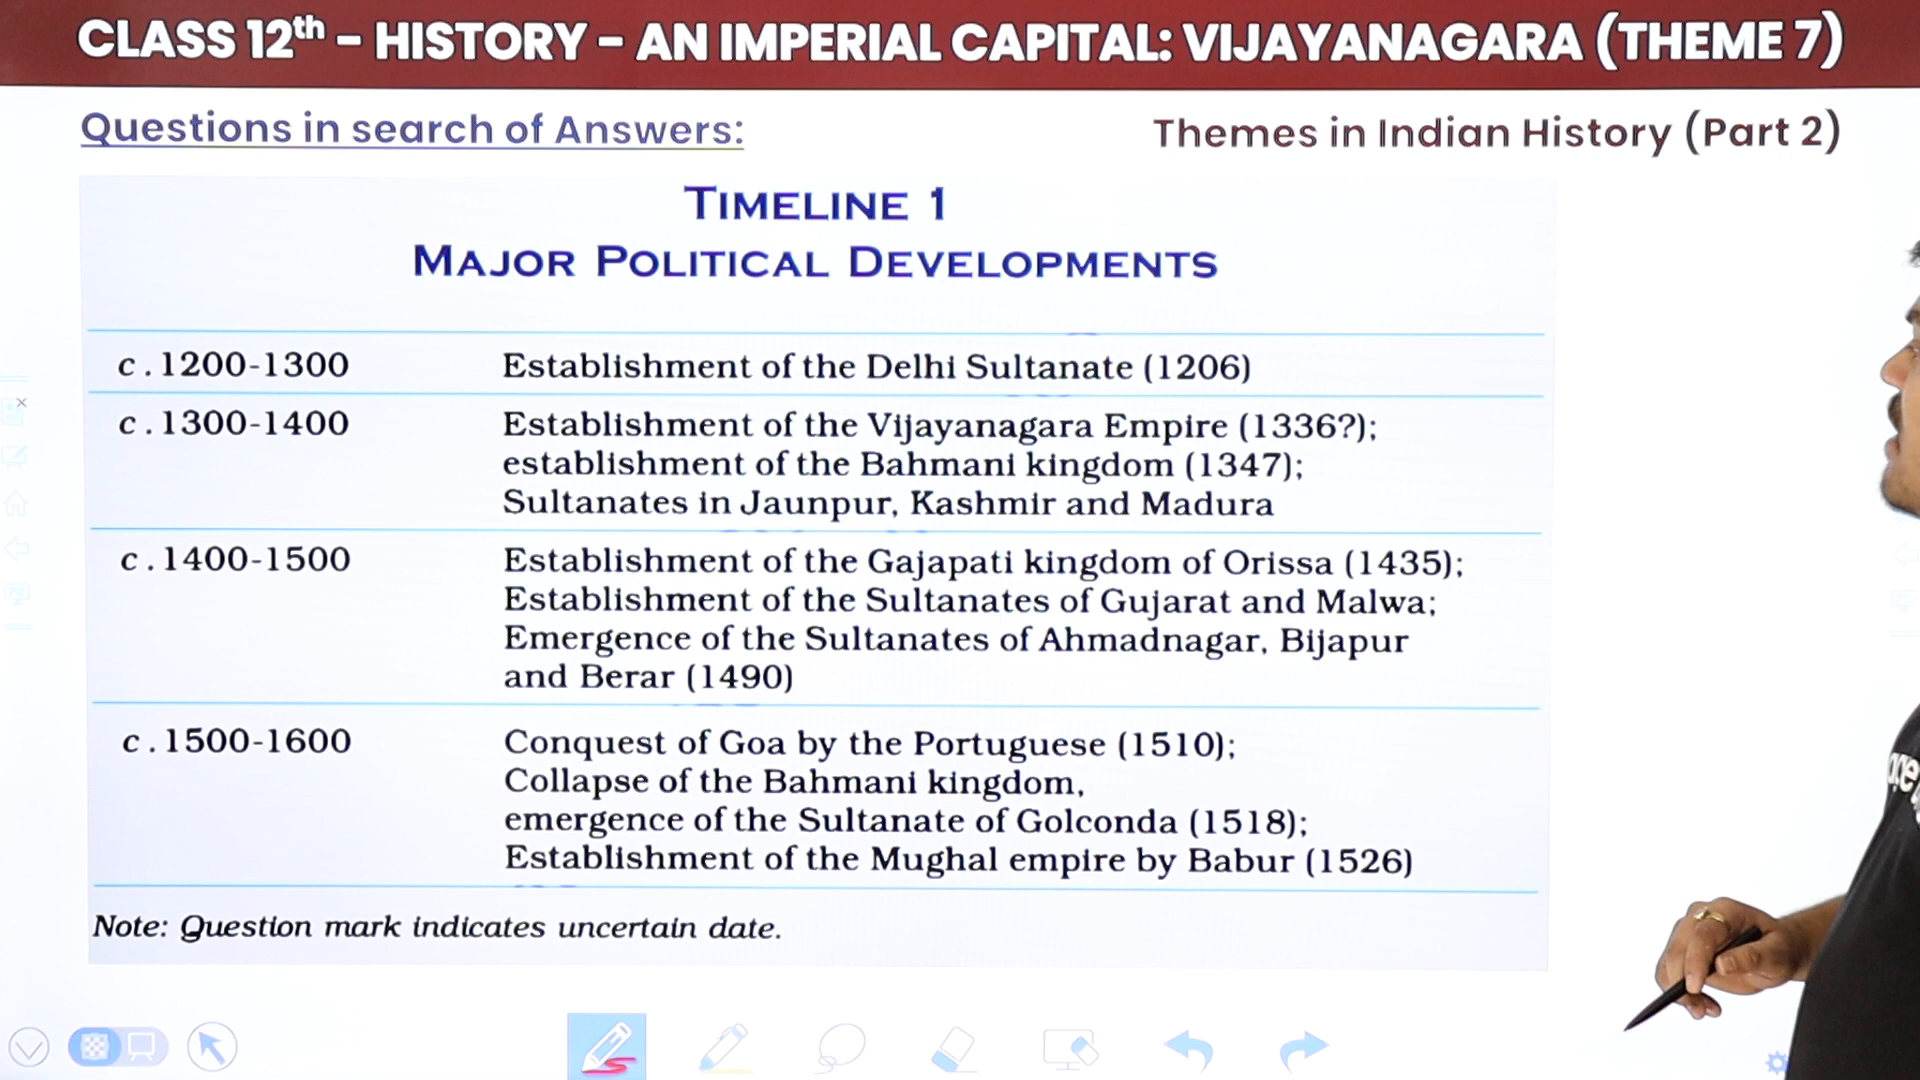 CLASS 12th - HISTORY - AN IMPERIAL CAPITAL: VIJAYANAGARA (THEME 7)
Questions in search of Answers:
Themes in Indian History (Part 2)
TIMELINE 1
MAJOR POLITICAL DEVELOPMENTS
c.1200-1300 Establishment of the Delhi Sultanate (1206)
c.1300-1400 Establishment of the Vijayanagara Empire (1336?);
establishment of the Bahmani kingdom (1347);
Sultanates in Jaunpur, Kashmir and Madura
c.1400-1500 Establishment of the Gajapati kingdom of Orissa (1435);
Establishment of the Sultanates of Gujarat and Malwa;
Emergence of the Sultanates of Ahmadnagar, Bijapur
and Berar (1490)
c.1500-1600 Conquest of Goa by the Portuguese (1510);
Collapse of the Bahmani kingdom,
emergence of the Sultanate of Golconda (1518);
Establishment of the Mughal empire by Babur (1526)
Note: Question mark indicates uncertain date.